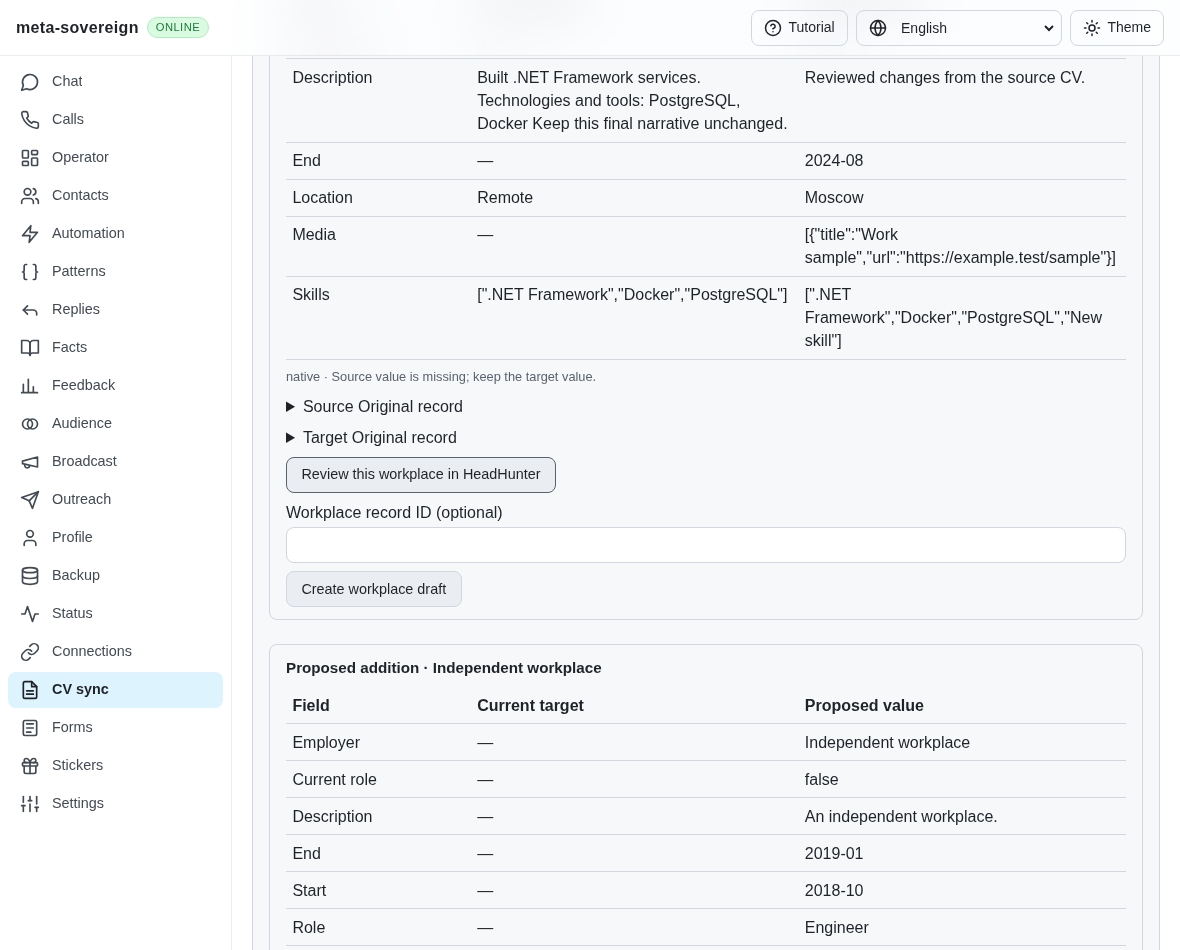 meta-sovereign ONLINE Tutorial English Theme
Chat
Calls
Operator
Contacts
Automation
Patterns
Replies
Facts
Feedback
Audience
Broadcast
Outreach
Profile
Backup
Status
Connections
CV sync
Forms
Stickers
Settings
Description Built .NET Framework services. Reviewed changes from the source CV.
Technologies and tools: PostgreSQL,
Docker Keep this final narrative unchanged.
End — 2024-08
Location Remote Moscow
Media — [{"title":"Work
sample","url":"https://example.test/sample"}]
Skills [".NET Framework","Docker","PostgreSQL"] [".NET
Framework","Docker","PostgreSQL","New
skill"]
native · Source value is missing; keep the target value.
Source Original record
Target Original record
Review this workplace in HeadHunter
Workplace record ID (optional)
Create workplace draft
Proposed addition · Independent workplace
Field Current target Proposed value
Employer — Independent workplace
Current role — false
Description — An independent workplace.
End — 2019-01
Start — 2018-10
Role — Engineer